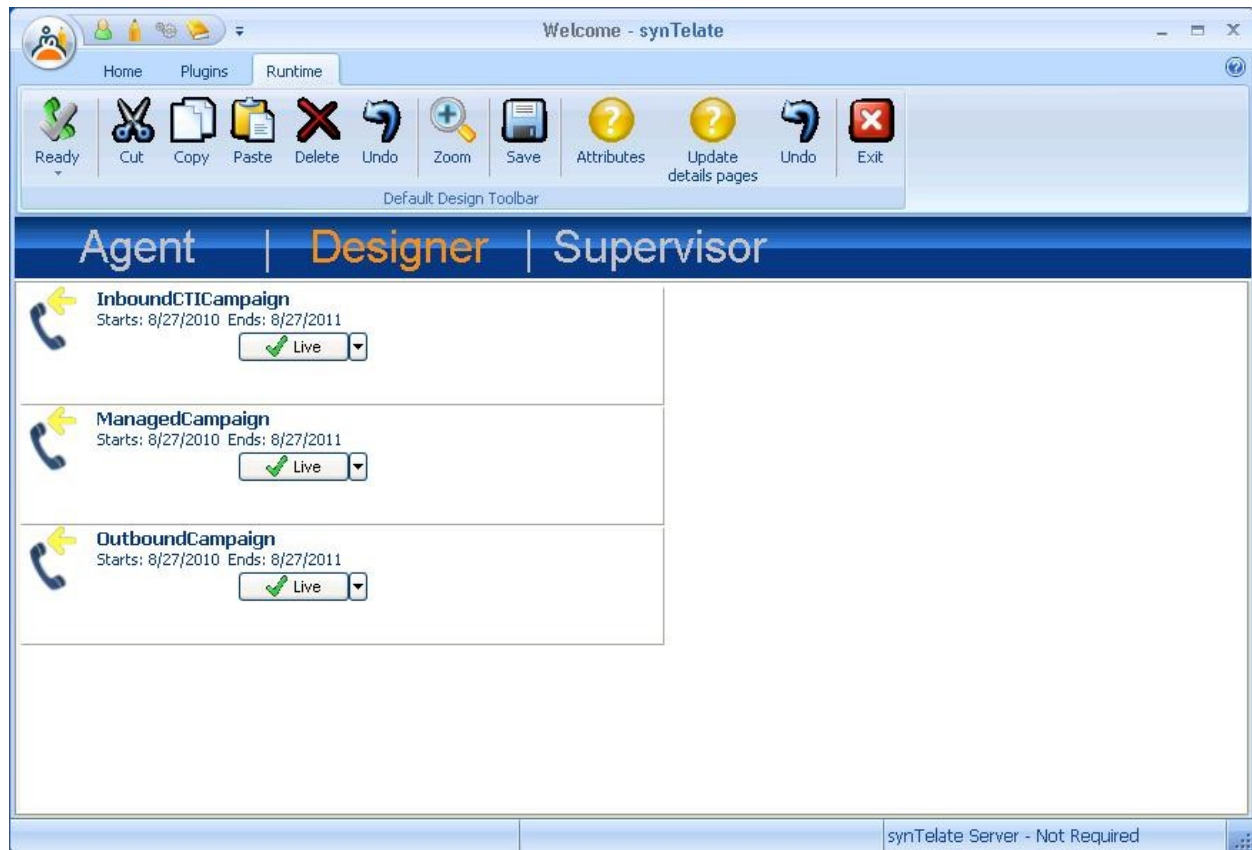 Welcome - synTelate
Home Plugins Runtime
Ready Cut Copy Paste Delete Undo Zoom Save Attributes Update details pages Undo Exit
Default Design Toolbar
Agent | Designer | Supervisor
InboundCTICampaign
Starts: 8/27/2010 Ends: 8/27/2011
Live
ManagedCampaign
Starts: 8/27/2010 Ends: 8/27/2011
Live
OutboundCampaign
Starts: 8/27/2010 Ends: 8/27/2011
Live
synTelate Server - Not Required